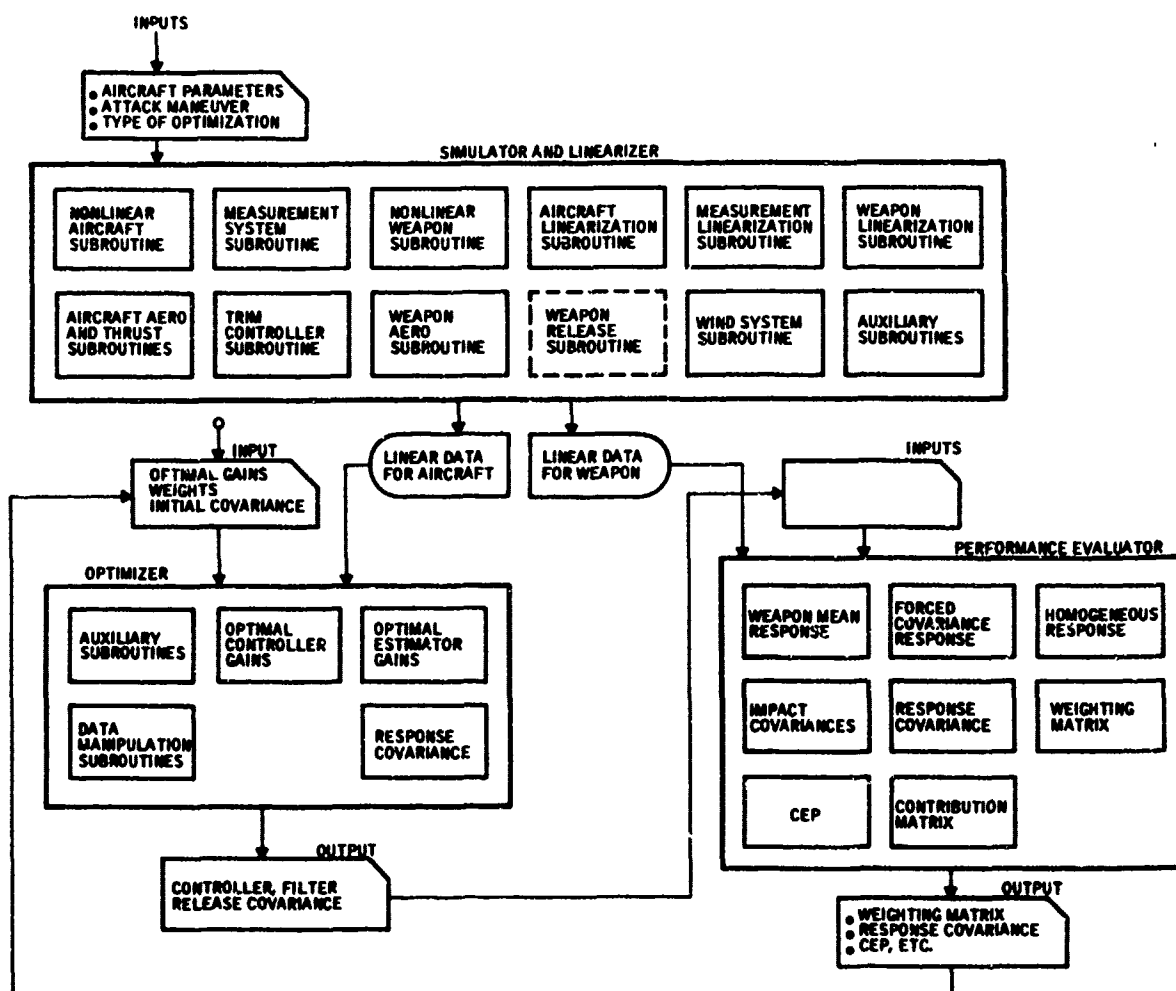 INPUTS
• AIRCRAFT PARAMETERS
• ATTACK MANEUVER
• TYPE OF OPTIMIZATION
SIMULATOR AND LINEARIZER
NONLINEAR
AIRCRAFT
SUBROUTINE
MEASUREMENT
SYSTEM
SUBROUTINE
NONLINEAR
WEAPON
SUBROUTINE
AIRCRAFT
LINEARIZATION
SUBROUTINE
MEASUREMENT
LINEARIZATION
SUBROUTINE
WEAPON
LINEARIZATION
SUBROUTINE
AIRCRAFT AERO
AND THRUST
SUBROUTINES
TRIM
CONTROLLER
SUBROUTINE
WEAPON
AERO
SUBROUTINE
WEAPON
RELEASE
SUBROUTINE
WIND SYSTEM
SUBROUTINE
AUXILIARY
SUBROUTINES
INPUT
OPTIMAL GAINS
WEIGHTS
INITIAL COVARIANCE
LINEAR DATA
FOR AIRCRAFT
LINEAR DATA
FOR WEAPON
INPUTS
OPTIMIZER
AUXILIARY
SUBROUTINES
OPTIMAL
CONTROLLER
GAINS
OPTIMAL
ESTIMATOR
GAINS
DATA
MANIPULATION
SUBROUTINES
RESPONSE
COVARIANCE
OUTPUT
CONTROLLER, FILTER
RELEASE COVARIANCE
PERFORMANCE EVALUATOR
WEAPON MEAN
RESPONSE
FORCED
COVARIANCE
RESPONSE
HOMOGENEOUS
RESPONSE
IMPACT
COVARIANCES
RESPONSE
COVARIANCE
WEIGHTING
MATRIX
CEP
CONTRIBUTION
MATRIX
OUTPUT
• WEIGHTING MATRIX
• RESPONSE COVARIANCE
• CEP, ETC.